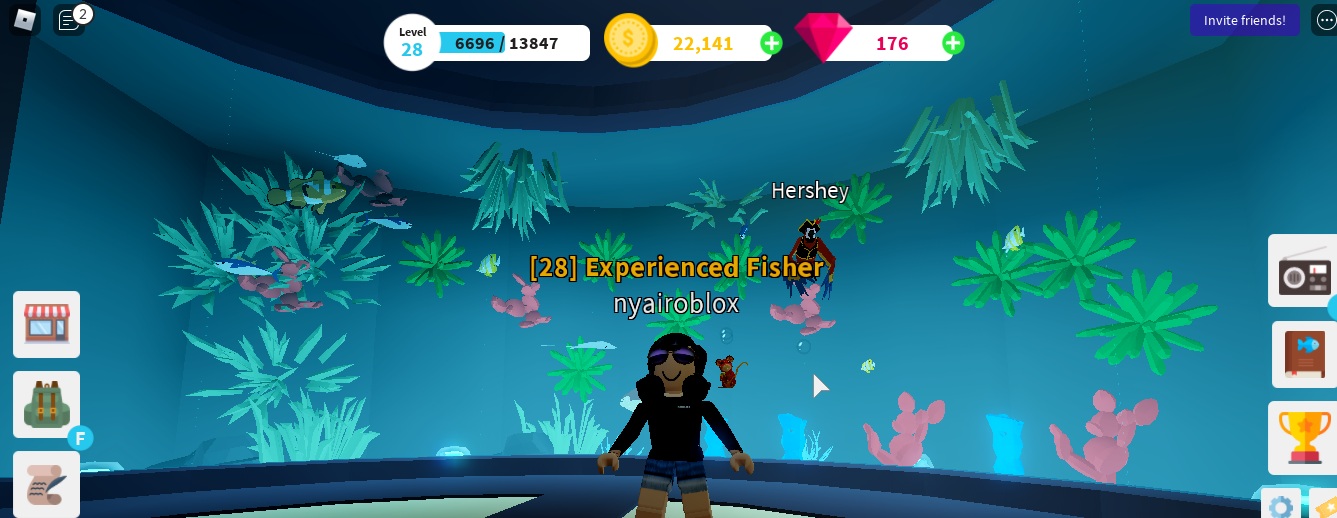 2
Level
28
6696 / 13847
$
22,141
176
Invite friends!
Hershey
[28] Experienced Fisher
nyairoblox
F